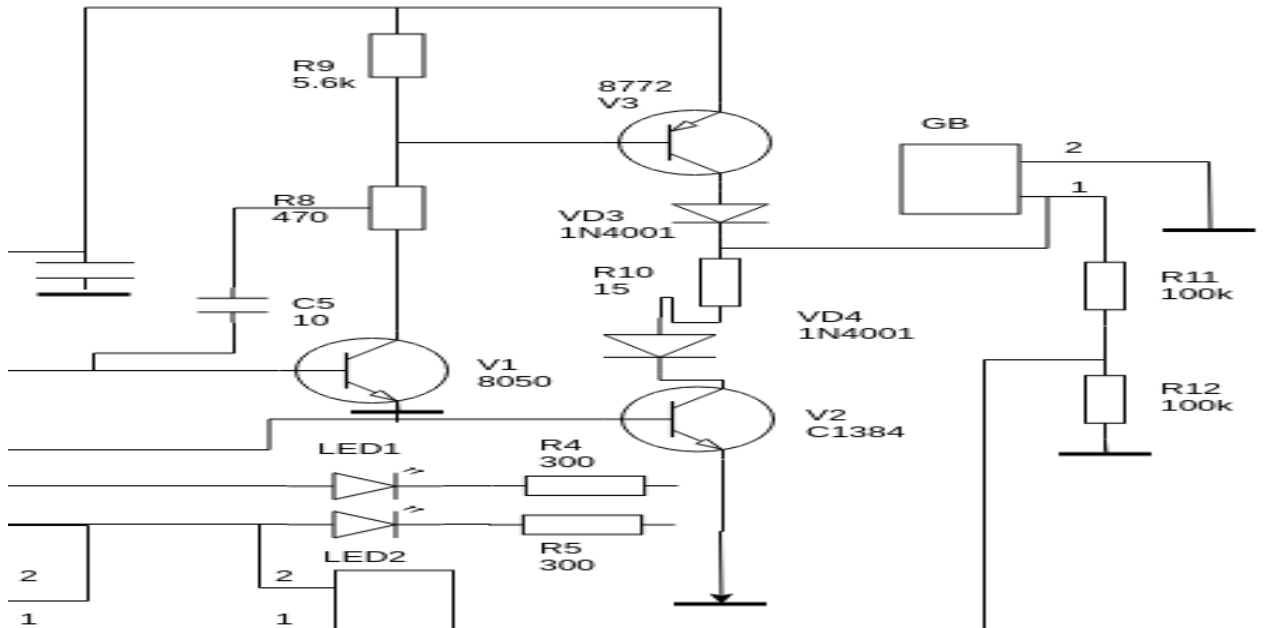 R9
5.6k
8772
V3
GB
2
1
R8
470
VD3
1N4001
R10
15
R11
100k
C5
10
VD4
1N4001
V1
8050
R12
100k
V2
C1384
LED1
R4
300
LED2
R5
300
2
1
2
1